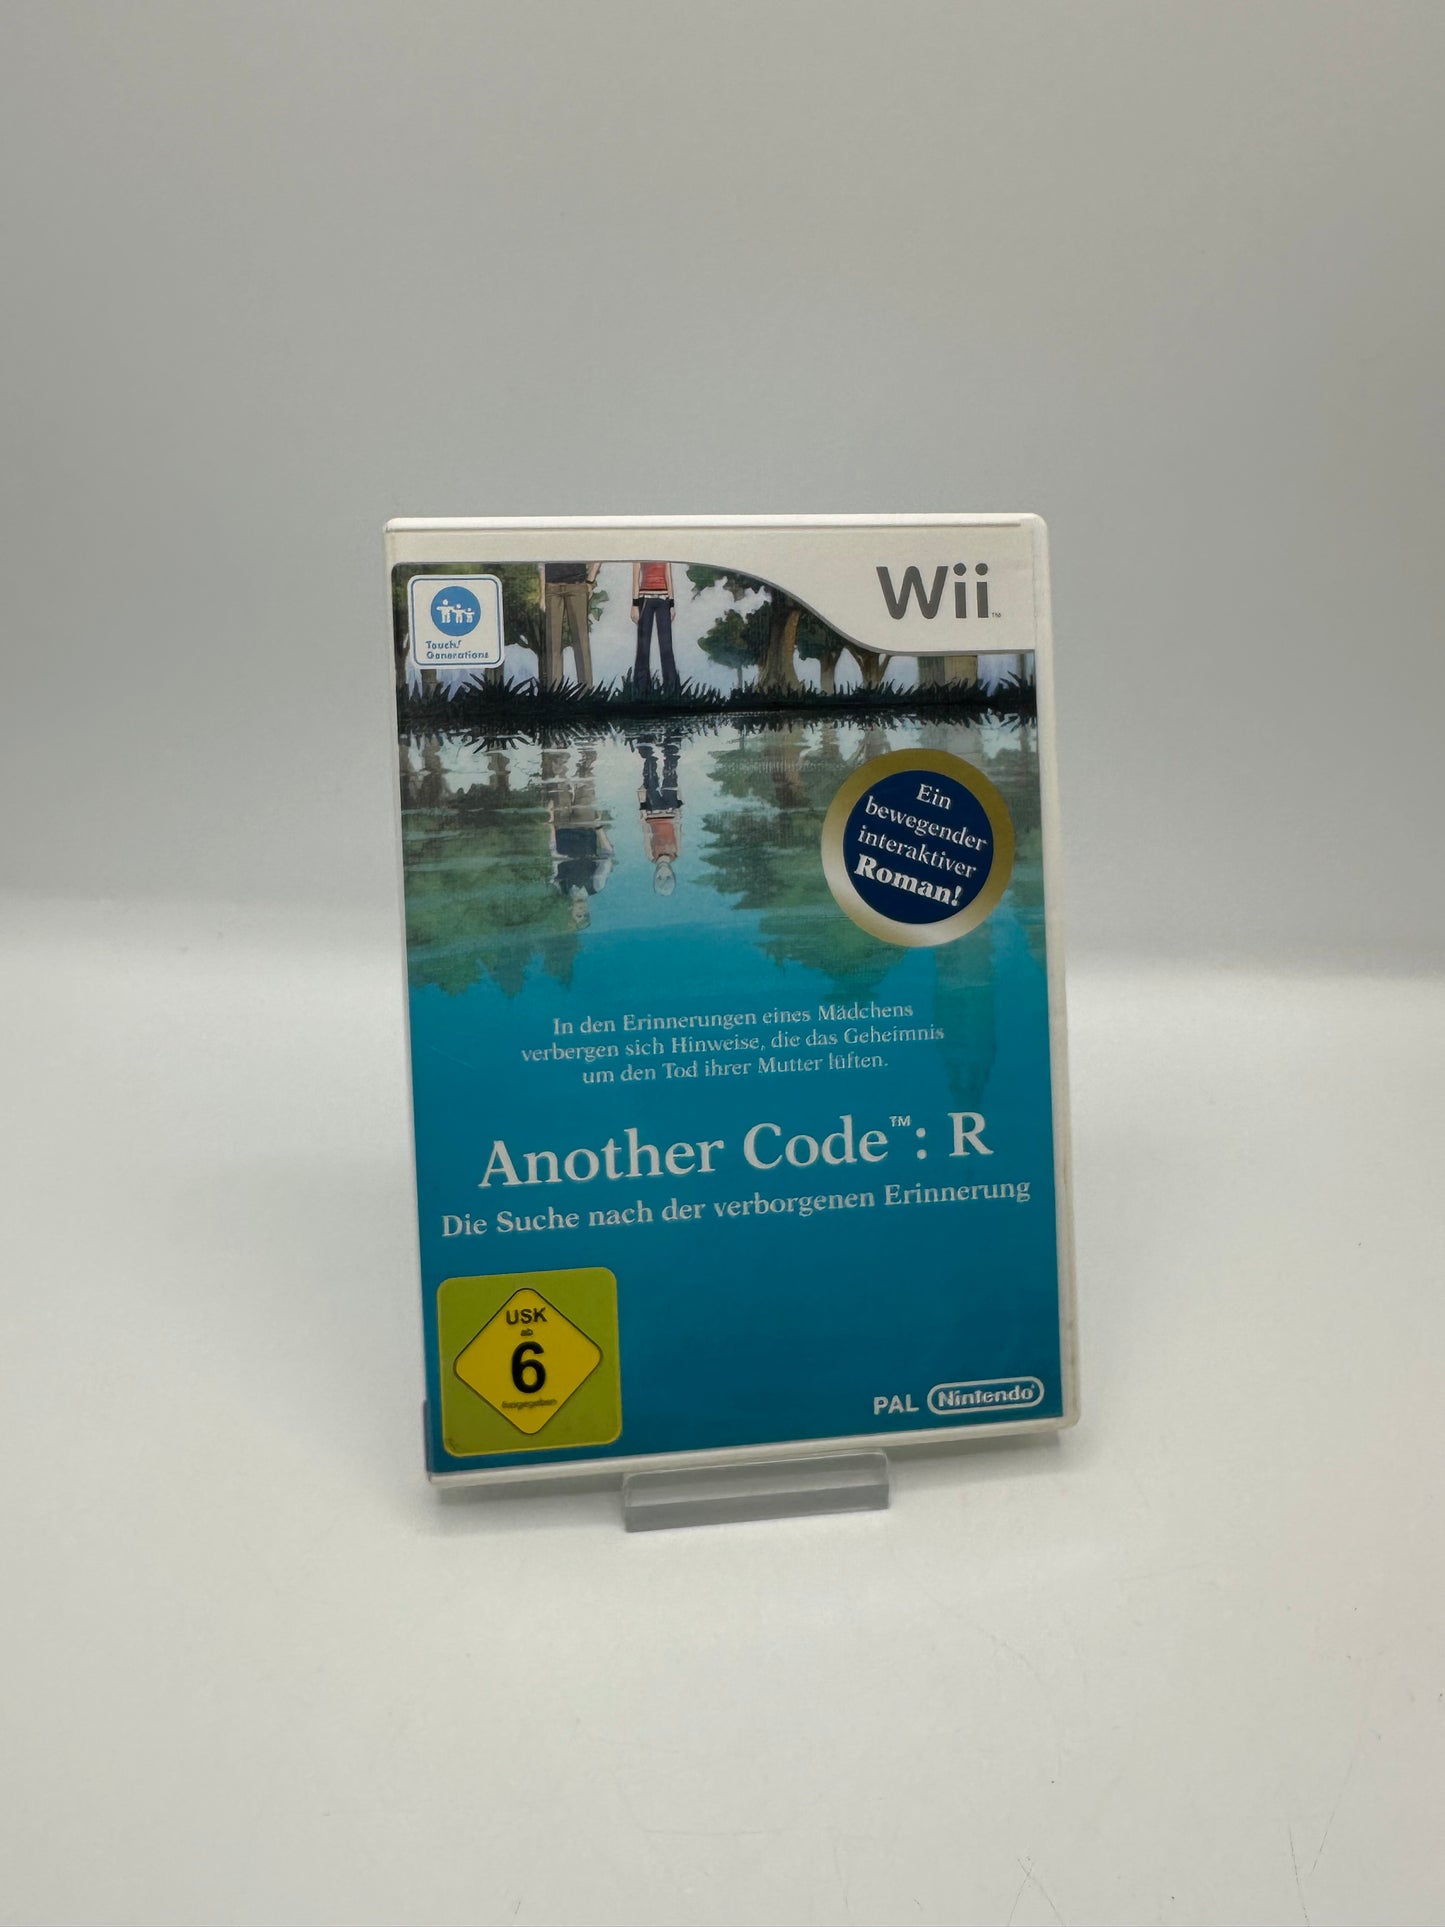 Wii™
Touch!
Generations
Ein
bewegender
interaktiver
Roman!
In den Erinnerungen eines Mädchens
verbergen sich Hinweise, die das Geheimnis
um den Tod ihrer Mutter lüften.
Another Code™: R
Die Suche nach der verborgenen Erinnerung
USK
ab
6
freigegeben
PAL Nintendo®